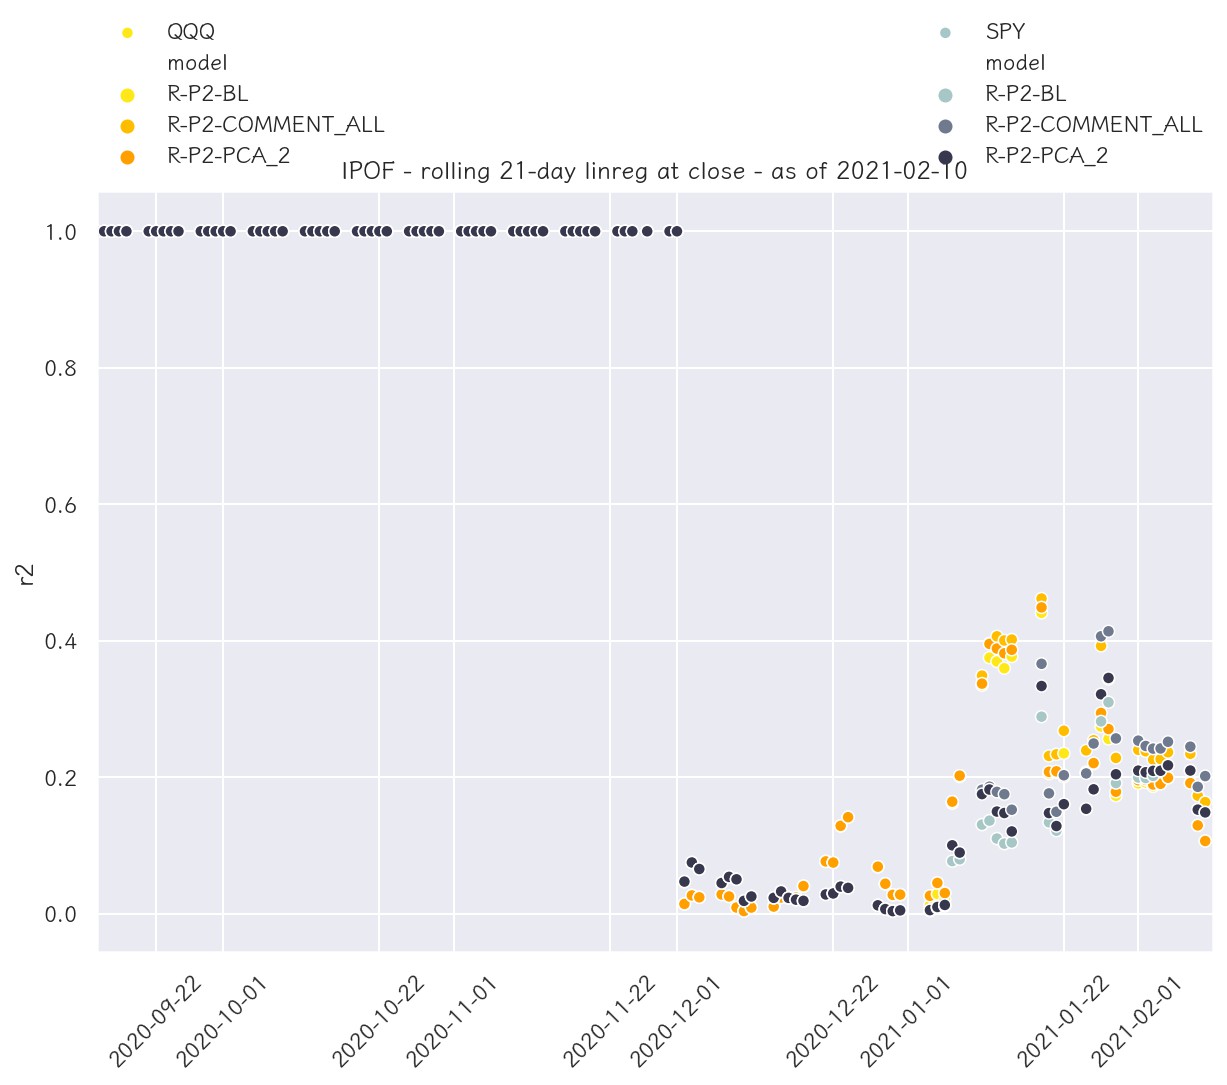 QQQ
model
R-P2-BL
R-P2-COMMENT_ALL
R-P2-PCA_2
SPY
model
R-P2-BL
R-P2-COMMENT_ALL
R-P2-PCA_2
IPOF - rolling 21-day linreg at close - as of 2021-02-10
r2
1.0
0.8
0.6
0.4
0.2
0.0
2020-09-22
2020-10-01
2020-10-22
2020-11-01
2020-11-22
2020-12-01
2020-12-22
2021-01-01
2021-01-22
2021-02-01